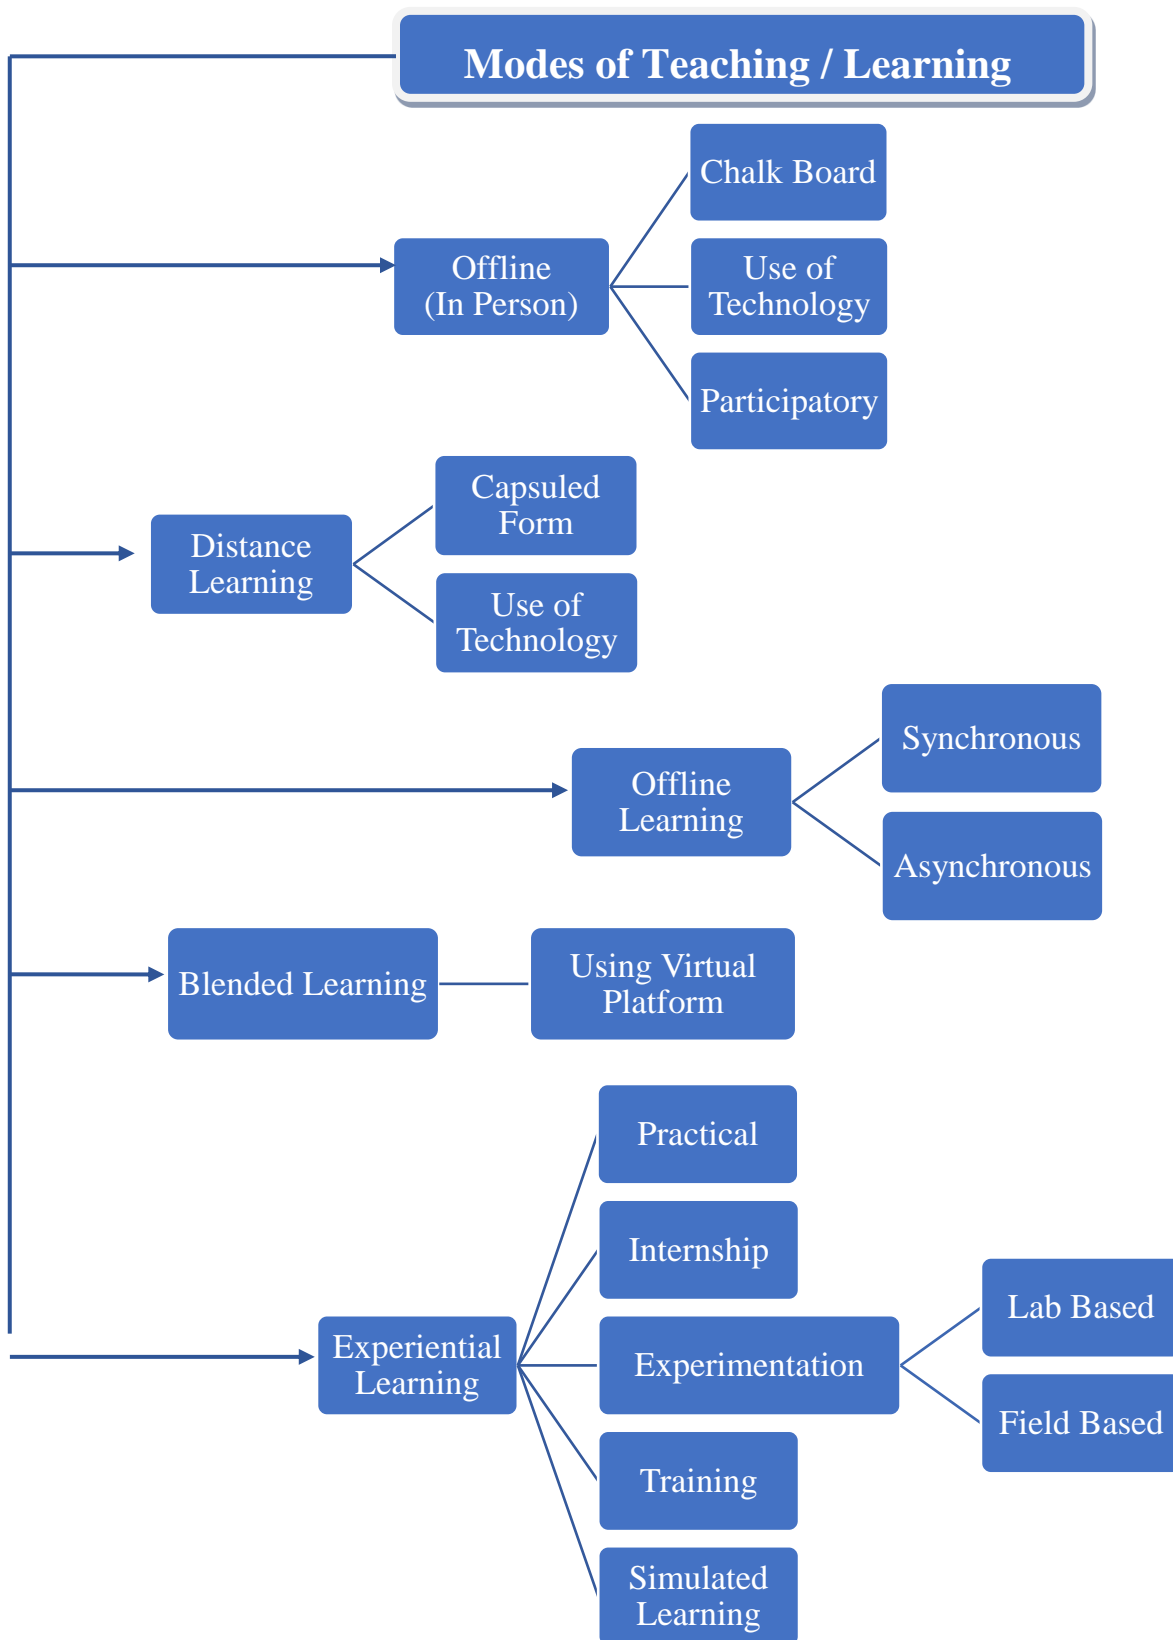 Modes of Teaching / Learning
Chalk Board
Offline
(In Person)
Use of
Technology
Participatory
Distance
Learning
Capsuled
Form
Use of
Technology
Offline
Learning
Synchronous
Asynchronous
Blended Learning
Using Virtual
Platform
Experiential
Learning
Practical
Internship
Experimentation
Lab Based
Field Based
Training
Simulated
Learning